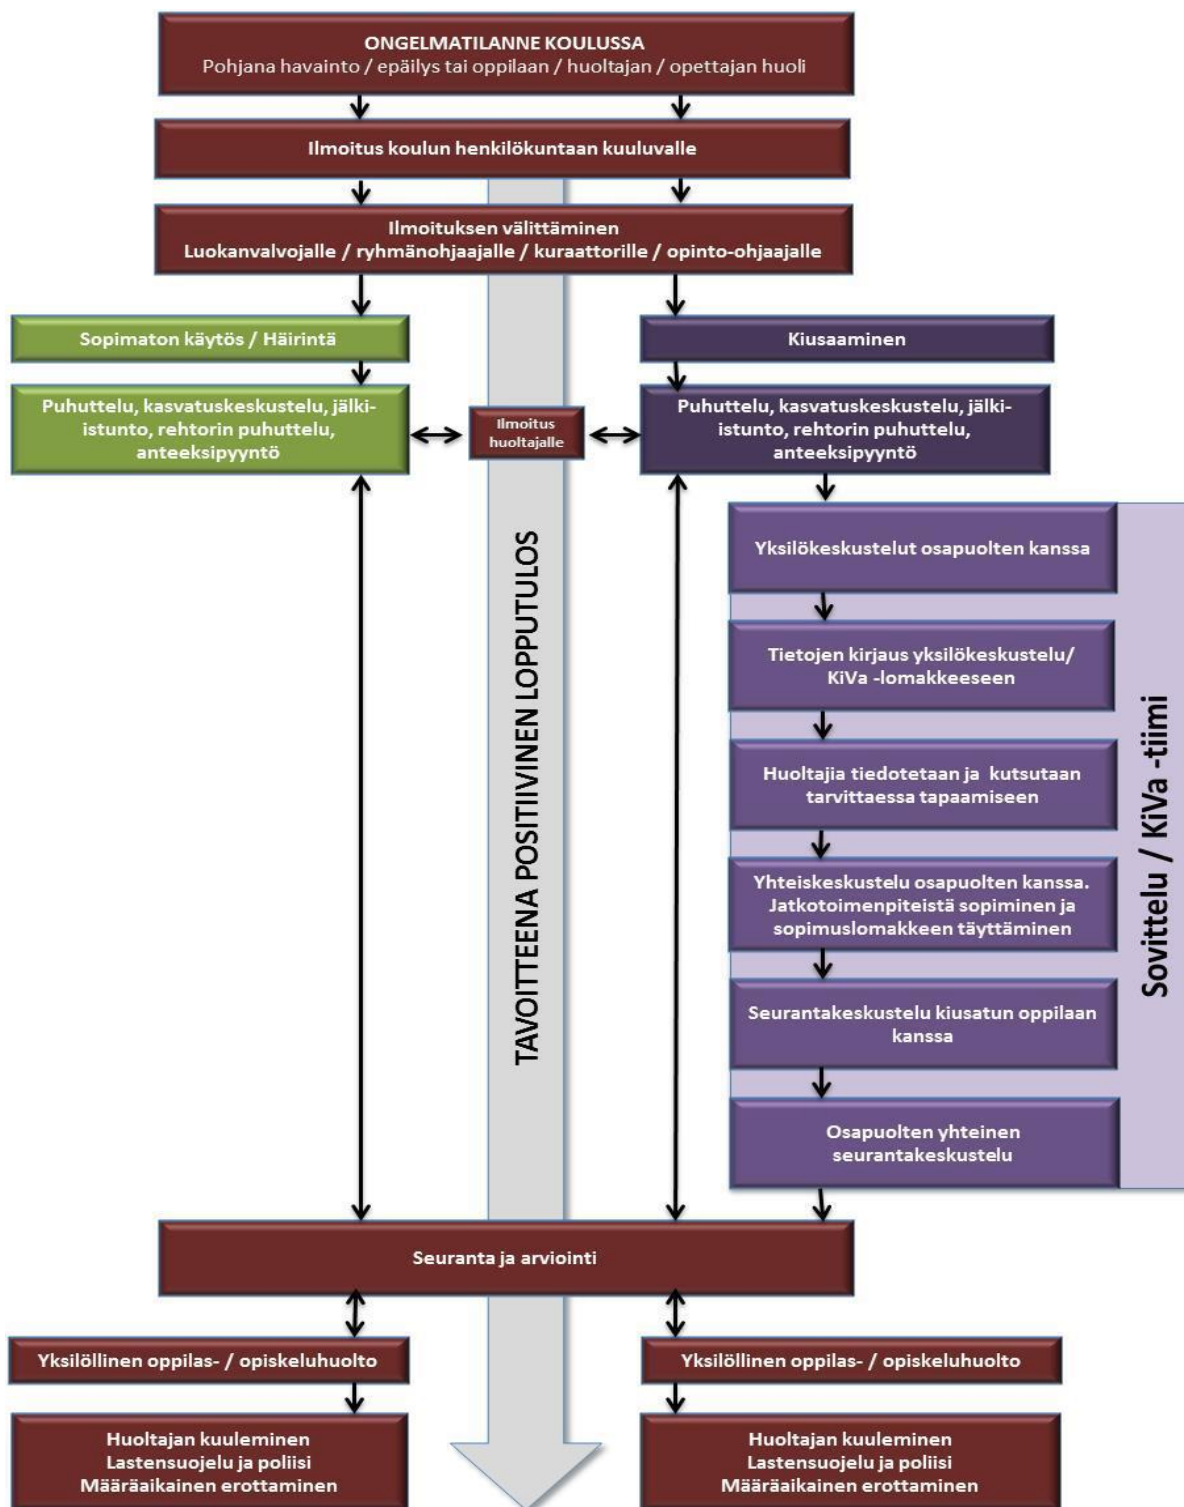 ONGELMATILANNE KOULUSSA
Pohjana havainto / epäilys tai oppilaan / huoltajan / opettajan huoli
Ilmoitus koulun henkilökuntaan kuuluvalle
Ilmoituksen välittäminen
Luokanvalvojalle / ryhmänohjaajalle / kuraattorille / opinto-ohjaajalle
Sopimaton käytös / Häirintä
Puhuttelu, kasvatuskeskustelu, jälki-
istunto, rehtorin puhuttelu,
anteeksipyyntö
Ilmoitus
huoltajalle
Kiusaaminen
Puhuttelu, kasvatuskeskustelu, jälki-
istunto, rehtorin puhuttelu,
anteeksipyyntö
TAVOITTEENA POSITIIVINEN LOPPUTULOS
Yksilökeskustelut osapuolten kanssa
Tietojen kirjaus yksilökeskustelu/
KiVa -lomakkeeseen
Huoltajia tiedotetaan ja kutsutaan
tarvittaessa tapaamiseen
Yhteiskeskustelu osapuolten kanssa.
Jatkotoimenpiteistä sopiminen ja
sopimuslomakkeen täyttäminen
Seurantakeskustelu kiusatun oppilaan
kanssa
Osapuolten yhteinen
seurantakeskustelu
Sovittelu / KiVa -tiimi
Seuranta ja arviointi
Yksilöllinen oppilas- / opiskeluhuolto
Huoltajan kuuleminen
Lastensuojelu ja poliisi
Määräaikainen erottaminen
Yksilöllinen oppilas- / opiskeluhuolto
Huoltajan kuuleminen
Lastensuojelu ja poliisi
Määräaikainen erottaminen